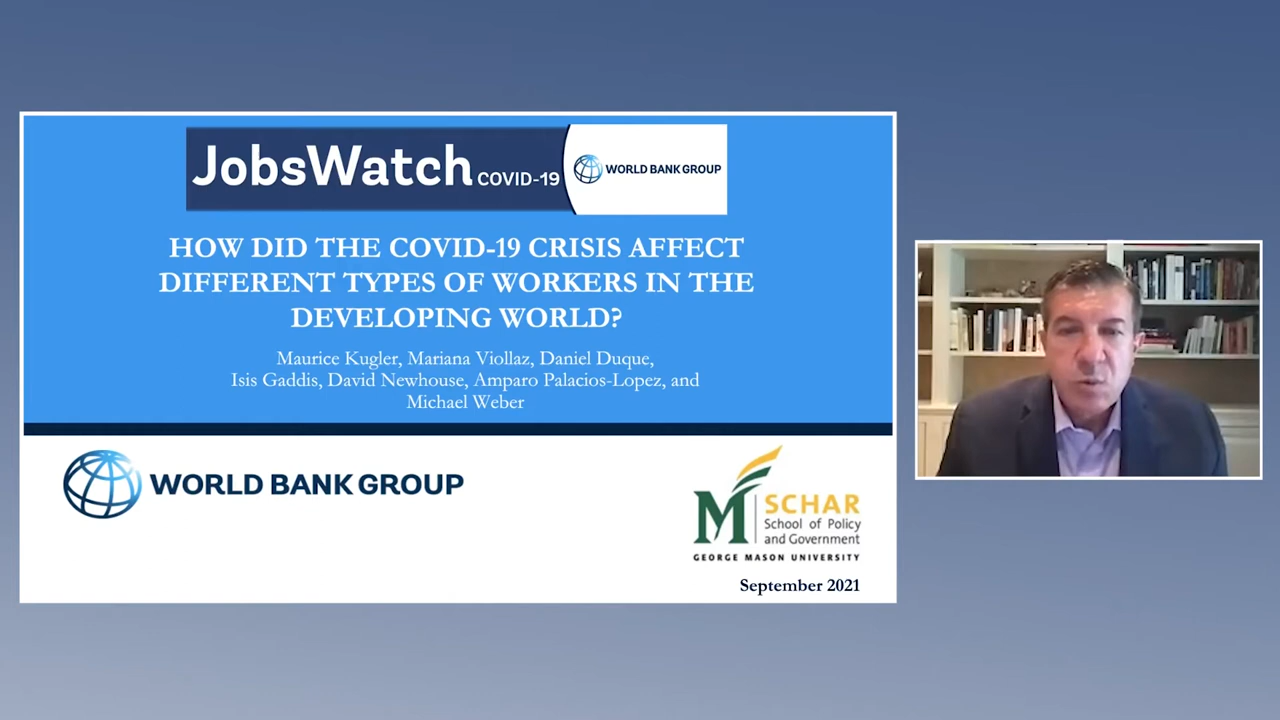 JobsWatch COVID-19
WORLD BANK GROUP
HOW DID THE COVID-19 CRISIS AFFECT
DIFFERENT TYPES OF WORKERS IN THE
DEVELOPING WORLD?
Maurice Kugler, Mariana Viollaz, Daniel Duque,
Isis Gaddis, David Newhouse, Amparo Palacios-Lopez, and
Michael Weber
WORLD BANK GROUP
M SCHAR
School of Policy
and Government
GEORGE MASON UNIVERSITY
September 2021